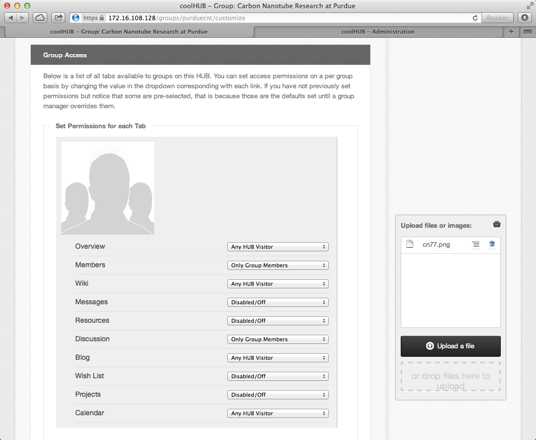 coolHUB - Group: Carbon Nanotube Research at Purdue
https 172.16.108.128/groups/purduecnt/customize
Reader
coolHUB - Group: Carbon Nanotube Research at Purdue
coolHUB - Administration
Group Access
Below is a list of all tabs available to groups on this HUB. You can set access permissions on a per group
basis by changing the value in the dropdown corresponding with each link. If you have not previously set
permissions but notice that some are pre-selected, that is because those are the defaults set until a group
manager overrides them.
Set Permissions for each Tab
Overview Any HUB Visitor
Members Only Group Members
Wiki Any HUB Visitor
Messages Disabled/Off
Resources Disabled/Off
Discussion Only Group Members
Blog Any HUB Visitor
Wish List Disabled/Off
Projects Disabled/Off
Calendar Any HUB Visitor
Upload files or images:
cn77.png
Upload a file
or drop files here to
upload